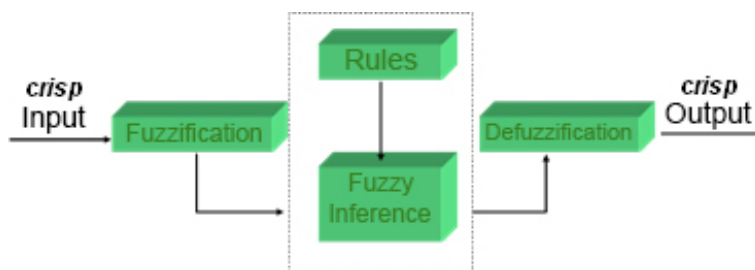 crisp
Input
Fuzzification
Rules
Fuzzy
Inference
Defuzzification
crisp
Output